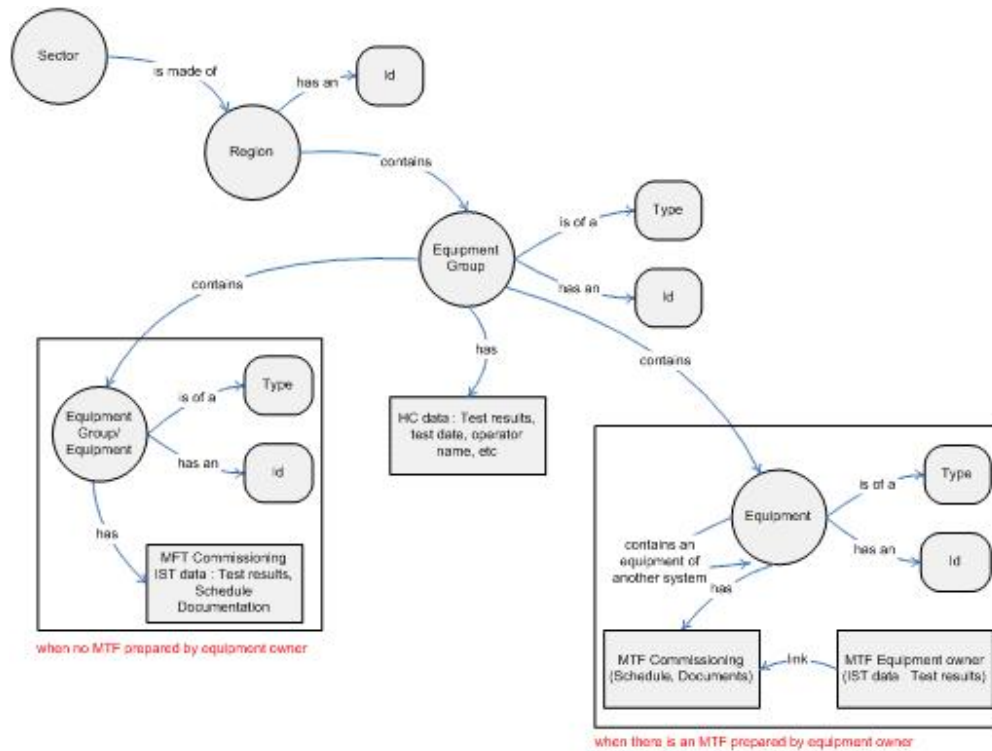 Sector
is made of
has an
Id
Region
contains
Equipment
Group
is of a
Type
has an
Id
contains
has
contains
HC data : Test results,
test date, operator
name, etc
Equipment
Group/
Equipment
is of a
Type
has an
Id
has
MFT Commissioning
IST data : Test results,
Schedule
Documentation
when no MTF prepared by equipment owner
Equipment
is of a
Type
has an
Id
contains an
equipment of
another system
has
MTF Commissioning
(Schedule, Documents)
link
MTF Equipment owner
(IST data Test results)
when there is an MTF prepared by equipment owner